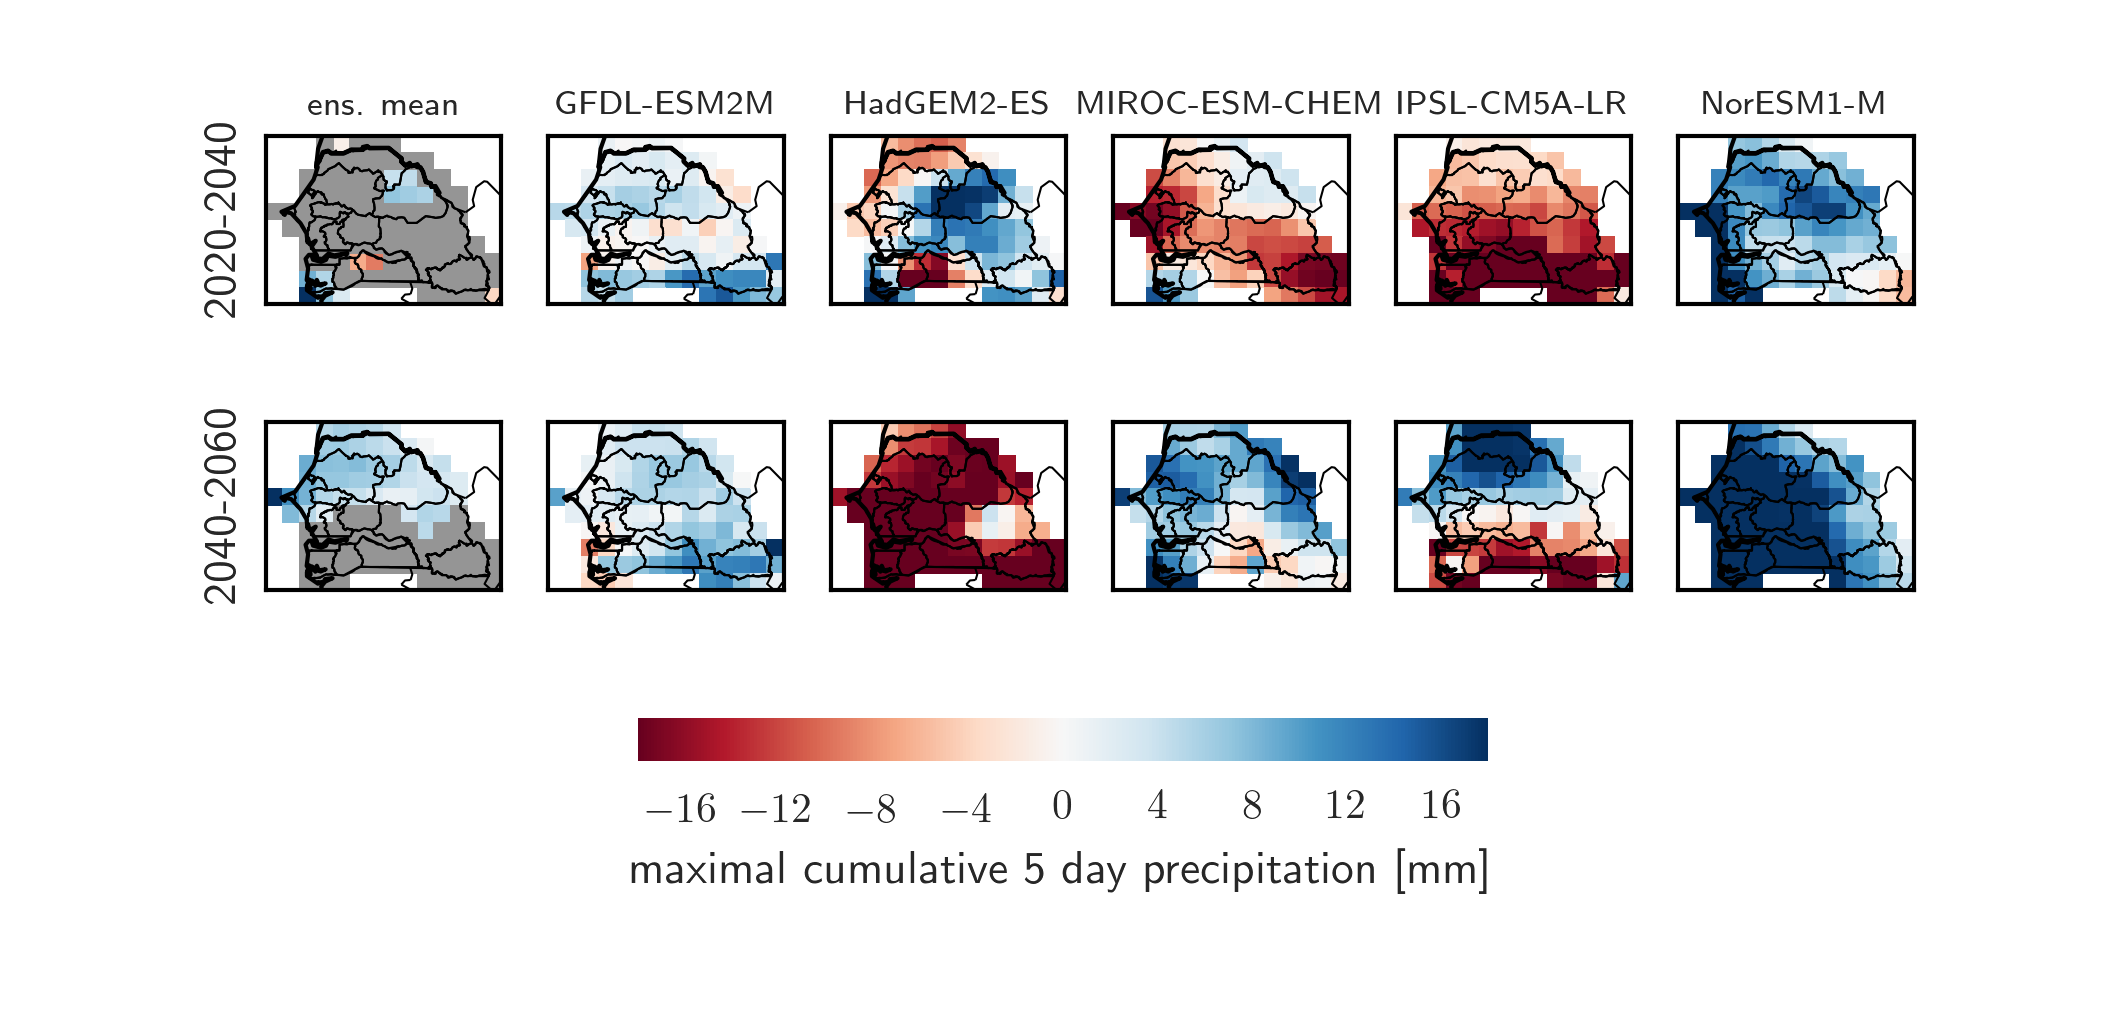 ens. mean
GFDL-ESM2M
HadGEM2-ES
MIROC-ESM-CHEM
IPSL-CM5A-LR
NorESM1-M
2020-2040
2040-2060
−16 −12 −8 −4 0 4 8 12 16
maximal cumulative 5 day precipitation [mm]